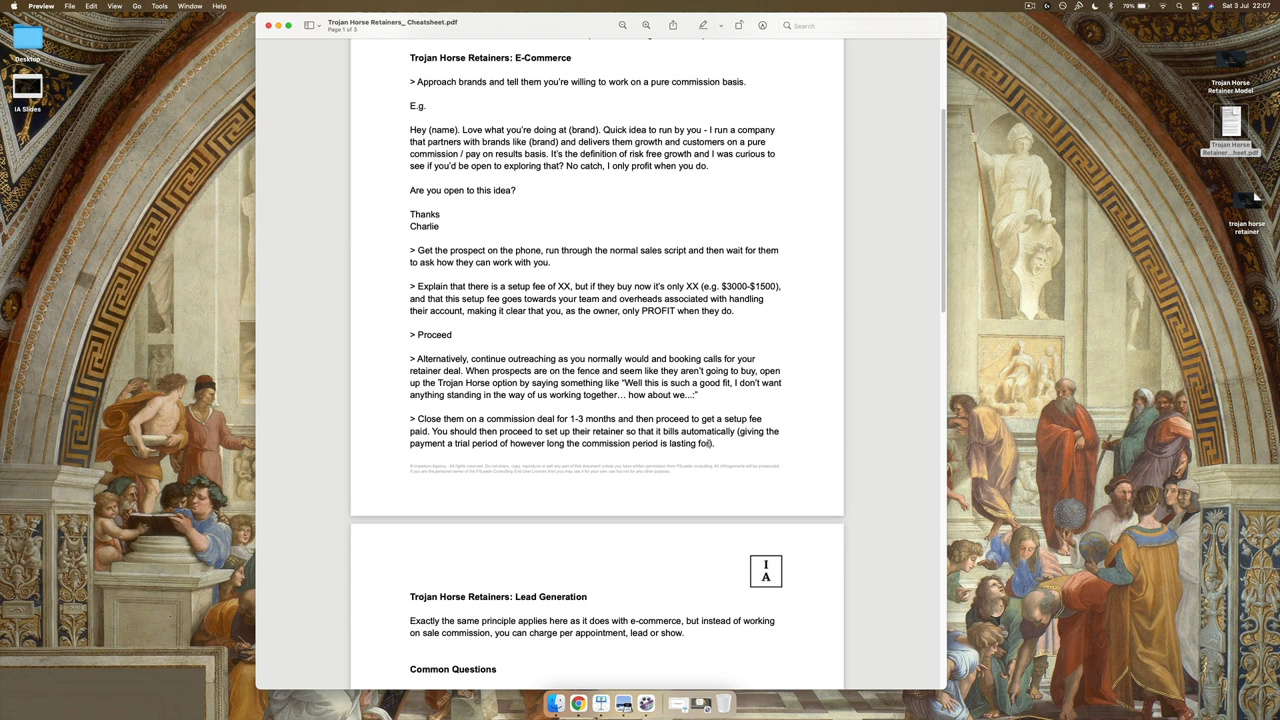 Preview File Edit View Go Tools Window Help
79% Sat 3 Jul 22:07
Trojan Horse Retainers_ Cheatsheet.pdf
Page 1 of 3
Search
Desktop
IA Slides
Trojan Horse
Retainer Model
Trojan Horse
Retainer...heet.pdf
trojan horse
retainer
Trojan Horse Retainers: E-Commerce
> Approach brands and tell them you're willing to work on a pure commission basis.
E.g.
Hey (name). Love what you're doing at (brand). Quick idea to run by you - I run a company
that partners with brands like (brand) and delivers them growth and customers on a pure
commission / pay on results basis. It's the definition of risk free growth and I was curious to
see if you'd be open to exploring that? No catch, I only profit when you do.
Are you open to this idea?
Thanks
Charlie
> Get the prospect on the phone, run through the normal sales script and then wait for them
to ask how they can work with you.
> Explain that there is a setup fee of XX, but if they buy now it's only XX (e.g. $3000-$1500),
and that this setup fee goes towards your team and overheads associated with handling
their account, making it clear that you, as the owner, only PROFIT when they do.
> Proceed
> Alternatively, continue outreaching as you normally would and booking calls for your
retainer deal. When prospects are on the fence and seem like they aren't going to buy, open
up the Trojan Horse option by saying something like "Well this is such a good fit, I don't want
anything standing in the way of us working together… how about we...:"
> Close them on a commission deal for 1-3 months and then proceed to get a setup fee
paid. You should then proceed to set up their retainer so that it bills automatically (giving the
payment a trial period of however long the commission period is lasting for).
I
A
Trojan Horse Retainers: Lead Generation
Exactly the same principle applies here as it does with e-commerce, but instead of working
on sale commission, you can charge per appointment, lead or show.
Common Questions